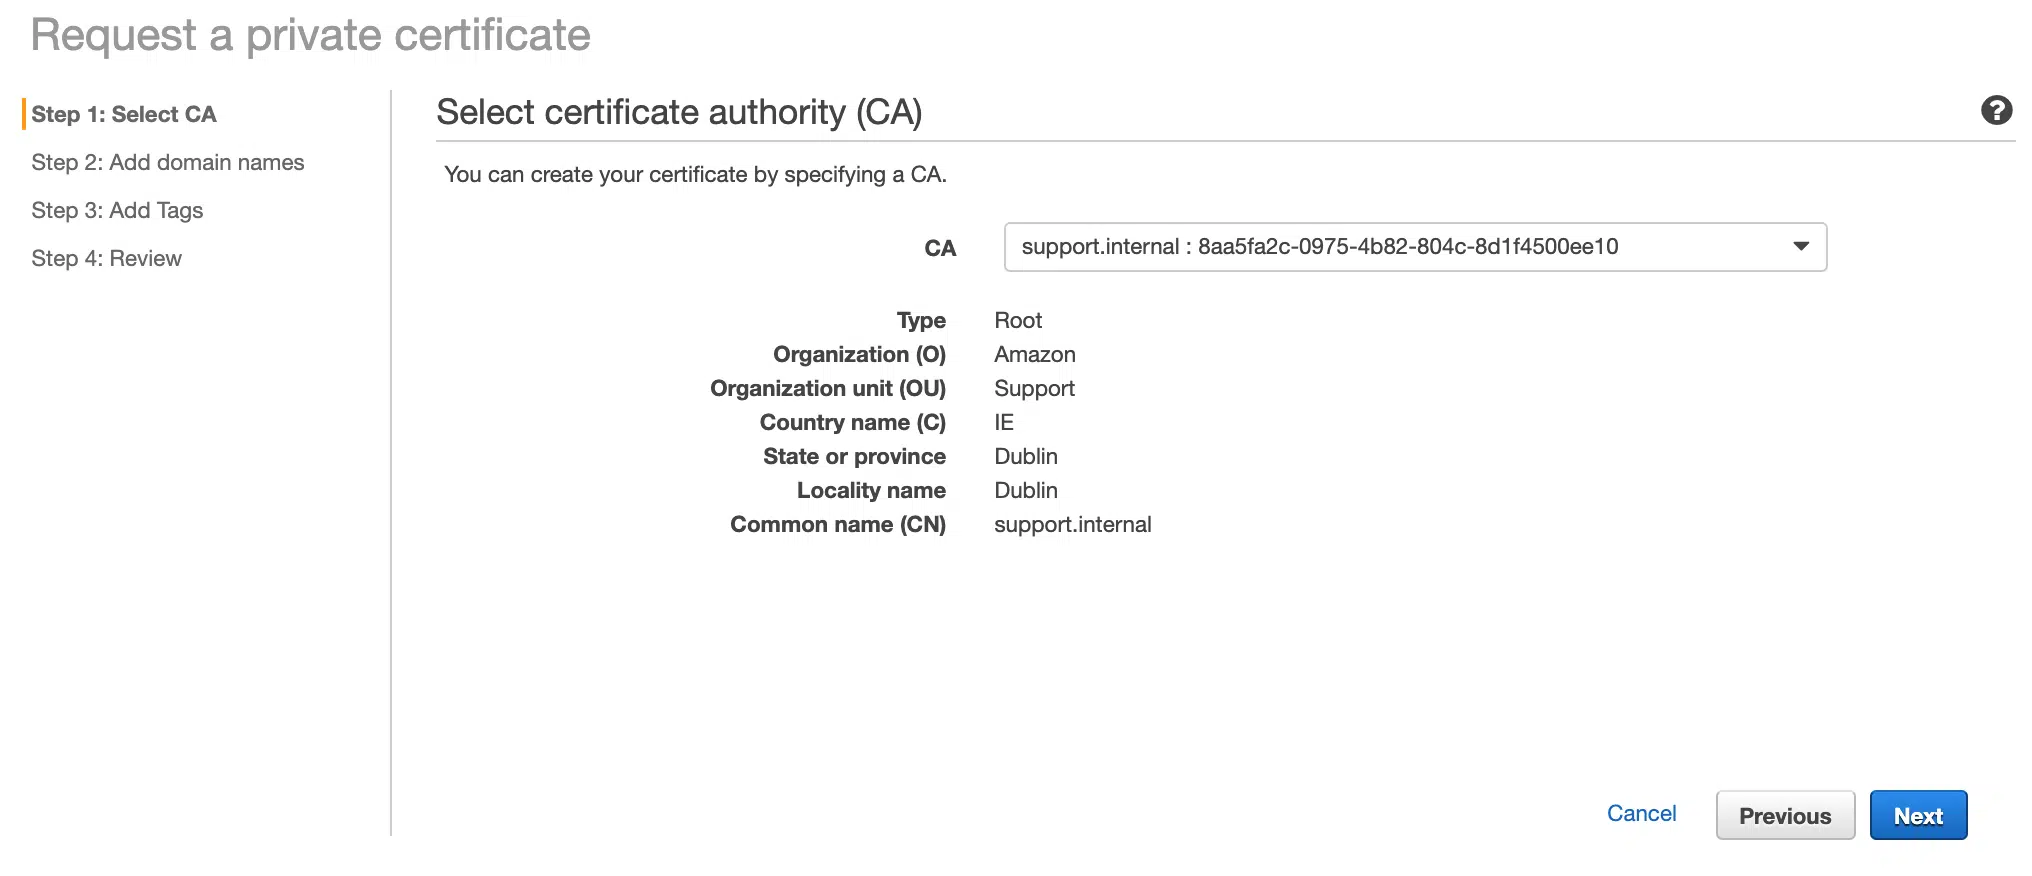 Request a private certificate
Step 1: Select CA
Step 2: Add domain names
Step 3: Add Tags
Step 4: Review
Select certificate authority (CA)
?
You can create your certificate by specifying a CA.
CA support.internal : 8aa5fa2c-0975-4b82-804c-8d1f4500ee10
Type Root
Organization (O) Amazon
Organization unit (OU) Support
Country name (C) IE
State or province Dublin
Locality name Dublin
Common name (CN) support.internal
Cancel Previous Next